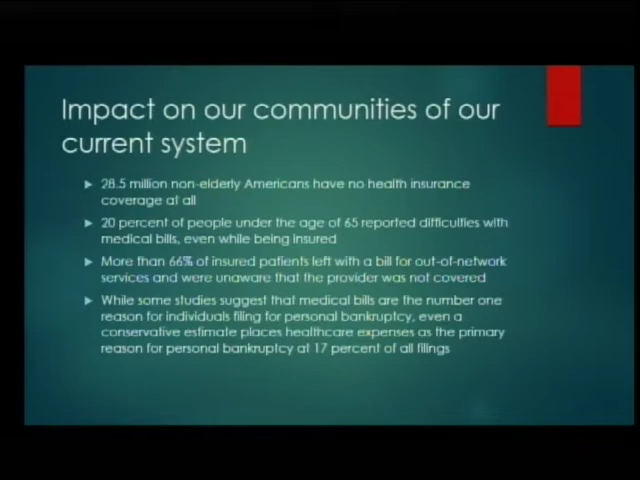 Impact on our communities of our
current system
28.5 million non-elderly Americans have no health insurance
coverage at all
20 percent of people under the age of 65 reported difficulties with
medical bills, even while being insured
More than 66% of insured patients left with a bill for out-of-network
services and were unaware that the provider was not covered
While some studies suggest that medical bills are the number one
reason for individuals filing for personal bankruptcy, even a
conservative estimate places healthcare expenses as the primary
reason for personal bankruptcy at 17 percent of all filings